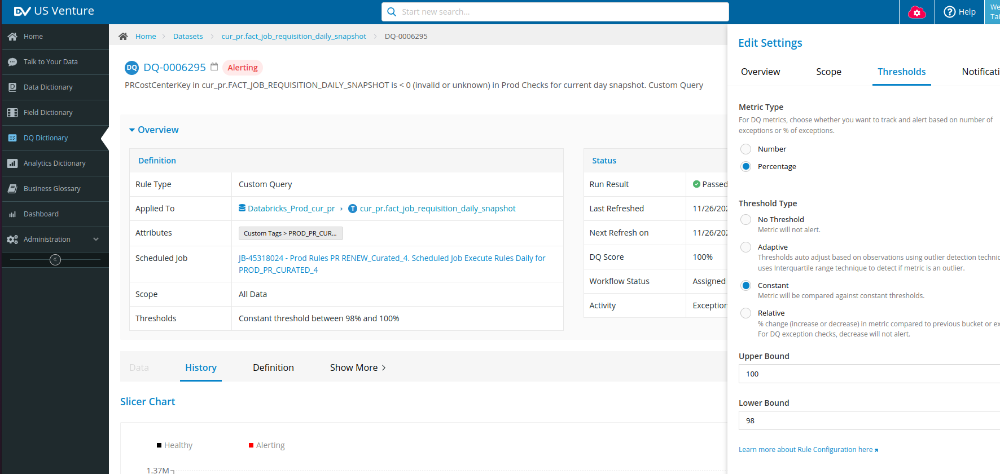 US Venture
Start new search...
Help
We
Tai
Home
Talk to Your Data
Data Dictionary
Field Dictionary
DQ Dictionary
Analytics Dictionary
Business Glossary
Dashboard
Administration
Home > Datasets > cur_pr.fact_job_requisition_daily_snapshot > DQ-0006295
DQ DQ-0006295 Alerting
PRCostCenterKey in cur_pr.FACT_JOB_REQUISITION_DAILY_SNAPSHOT is < 0 (invalid or unknown) in Prod Checks for current day snapshot. Custom Query
Overview
Definition
Rule Type Custom Query
Applied To Databricks_Prod_cur_pr T cur_pr.fact_job_requisition_daily_snapshot
Attributes Custom Tags > PROD_PR_CUR...
Scheduled Job JB-45318024 - Prod Rules PR RENEW_Curated_4. Scheduled Job Execute Rules Daily for
PROD_PR_CURATED_4
Scope All Data
Thresholds Constant threshold between 98% and 100%
Status
Run Result Passed
Last Refreshed 11/26/202
Next Refresh on 11/26/202
DQ Score 100%
Workflow Status Assigned
Activity Exception
Data History Definition Show More >
Slicer Chart
Healthy Alerting
1.37M
Edit Settings
Overview Scope Thresholds Notificati
Metric Type
For DQ metrics, choose whether you want to track and alert based on number of
exceptions or % of exceptions.
Number
Percentage
Threshold Type
No Threshold
Metric will not alert.
Adaptive
Thresholds auto adjust based on observations using outlier detection technic
uses Interquartile range technique to detect if metric is an outlier.
Constant
Metric will be compared against constant thresholds.
Relative
% change (increase or decrease) in metric compared to previous bucket or ex
For DQ exception checks, decrease will not alert.
Upper Bound
100
Lower Bound
98
Learn more about Rule Configuration here